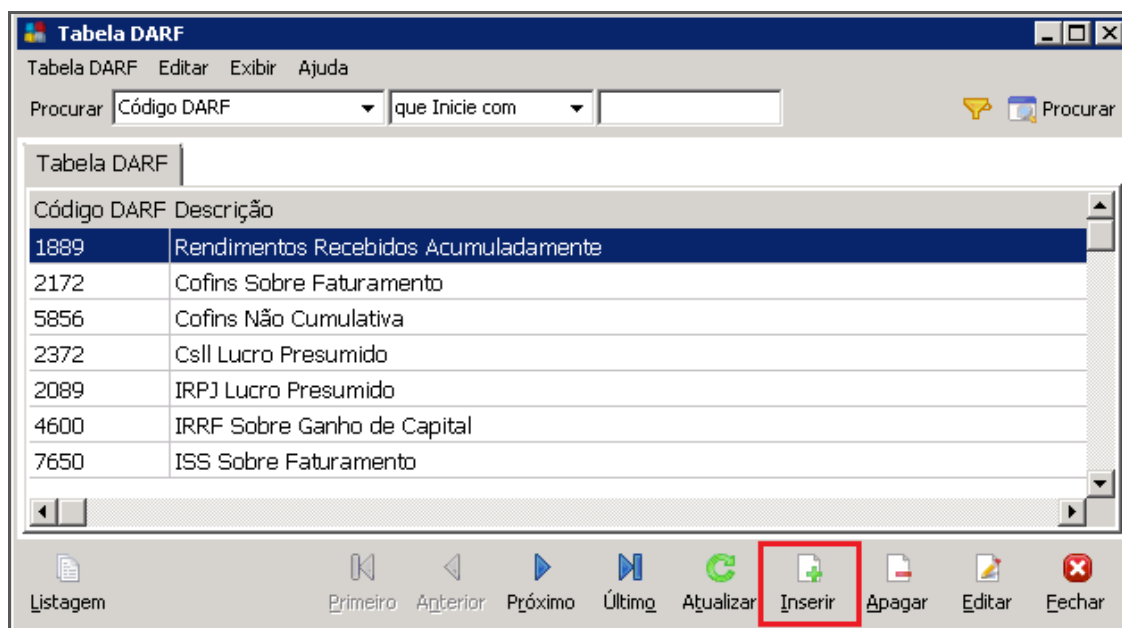 Tabela DARF
Tabela DARF Editar Exibir Ajuda
Procurar Código DARF que Inicie com Procurar
Tabela DARF
Código DARF Descrição
1889 Rendimentos Recebidos Acumuladamente
2172 Cofins Sobre Faturamento
5856 Cofins Não Cumulativa
2372 Csll Lucro Presumido
2089 IRPJ Lucro Presumido
4600 IRRF Sobre Ganho de Capital
7650 ISS Sobre Faturamento
Listagem Primeiro Anterior Próximo Último Atualizar Inserir Apagar Editar Fechar